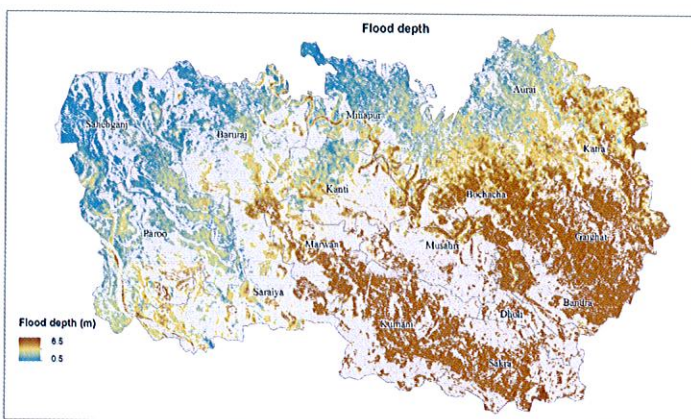 Flood depth
Aurai
Sahebganj
Minapur
Baruraj
Katra
Kanti
Bochacha
Paroo
Marwan
Musahri
Gaighat
Saraiya
Bandra
Dholi
Flood depth (m)
6.5
0.5
Kurhani
Sakra